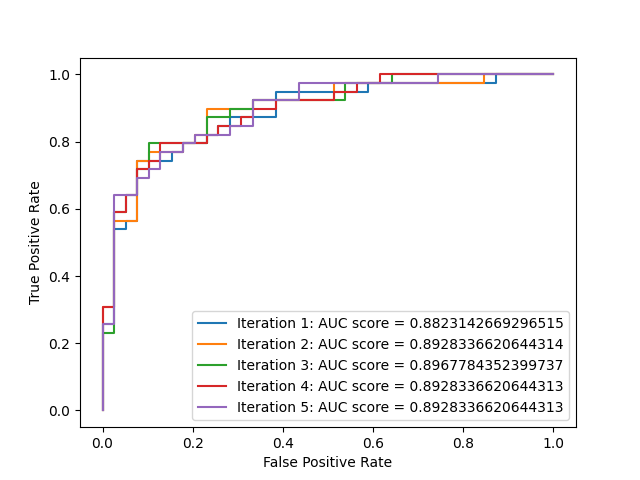 1.0
0.8
0.6
0.4
0.2
0.0
True Positive Rate
Iteration 1: AUC score = 0.8823142669296515
Iteration 2: AUC score = 0.8928336620644314
Iteration 3: AUC score = 0.8967784352399737
Iteration 4: AUC score = 0.8928336620644313
Iteration 5: AUC score = 0.8928336620644313
0.0 0.2 0.4 0.6 0.8 1.0
False Positive Rate